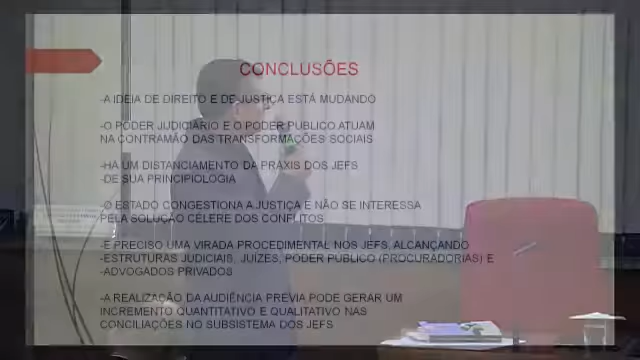 CONCLUSÕES
-A IDEIA DE DIREITO E DE JUSTIÇA ESTÁ MUDANDO
-O PODER JUDICIÁRIO E O PODER PÚBLICO ATUAM
NA CONTRAMÃO DAS TRANSFORMAÇÕES SOCIAIS
-HÁ UM DISTANCIAMENTO DA PRÁXIS DOS JEFS
-DE SUA PRINCIPIOLOGIA
-O ESTADO CONGESTIONA A JUSTIÇA E NÃO SE INTERESSA
PELA SOLUÇÃO CÉLERE DOS CONFLITOS
-É PRECISO UMA VIRADA PROCEDIMENTAL NOS JEFS, ALCANÇANDO
-ESTRUTURAS JUDICIAIS, JUÍZES, PODER PÚBLICO (PROCURADORIAS) E
-ADVOGADOS PRIVADOS
-A REALIZAÇÃO DA AUDIÊNCIA PRÉVIA PODE GERAR UM
INCREMENTO QUANTITATIVO E QUALITATIVO NAS
CONCILIAÇÕES NO SUBSISTEMA DOS JEFS